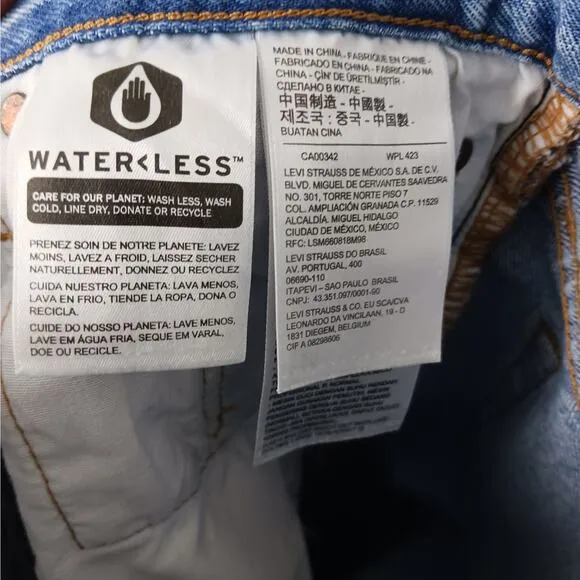 WATER<LESS™
CARE FOR OUR PLANET: WASH LESS, WASH
COLD, LINE DRY, DONATE OR RECYCLE
PRENEZ SOIN DE NOTRE PLANETE: LAVEZ
MOINS, LAVEZ A FROID, LAISSEZ SECHER
NATURELLEMENT, DONNEZ OU RECYCLEZ
CUIDA NUESTRO PLANETA: LAVA MENOS,
LAVA EN FRIO, TIENDE LA ROPA, DONA O
RECICLA.
CUIDE DO NOSSO PLANETA: LAVE MENOS,
LAVE EM ÁGUA FRIA, SEQUE EM VARAL,
DOE OU RECICLE.
MADE IN CHINA - FABRIQUE EN CHINE -
FABRICADO EN CHINA - FABRICADO NA
CHINA - ÇİN'DE ÜRETİLMİŞTİR -
СДЕЛАНО В КИТАЕ -
中国制造 - 中國製 -
제조국 : 중국 - 中国製 -
BUATAN CINA
CA00342 WPL 423
LEVI STRAUSS DE MÉXICO S.A. DE C.V.
BLVD. MIGUEL DE CERVANTES SAAVEDRA
NO. 301, TORRE NORTE PISO 7
COL. AMPLIACIÓN GRANADA C.P. 11529
ALCALDÍA. MIGUEL HIDALGO
CIUDAD DE MÉXICO, MÉXICO
RFC: LSM660818M98
LEVI STRAUSS DO BRASIL
AV. PORTUGAL, 400
06690-110
ITAPEVI - SAO PAULO BRASIL
CNPJ: 43.351.097/0001-90
LEVI STRAUSS & CO. EU SCA/CVA
LEONARDO DA VINCILAAN, 19 - D
1831 DIEGEM, BELGIUM
CIF A 08298606